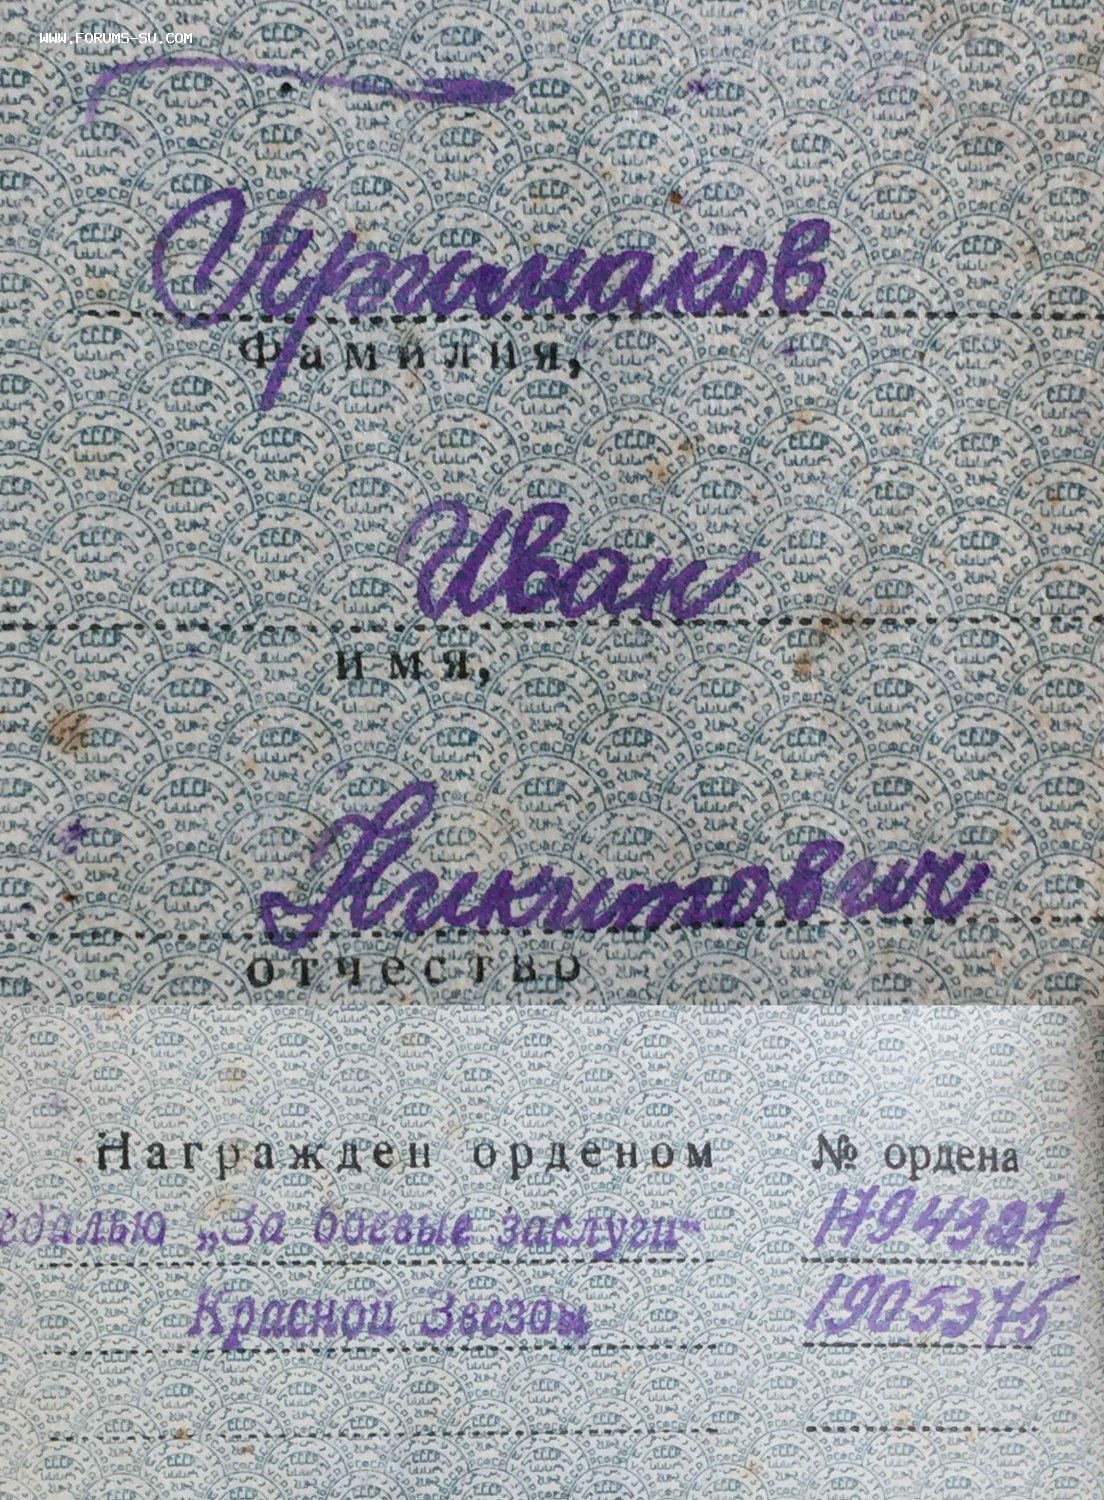 WWW.FORUMS-SU.COM
Аргамаков
Фамилия,
Иван
имя,
Никитович
отчество
Награжден орденом № ордена
едалью „За боевые заслуги“
Красной Звезды 1905375